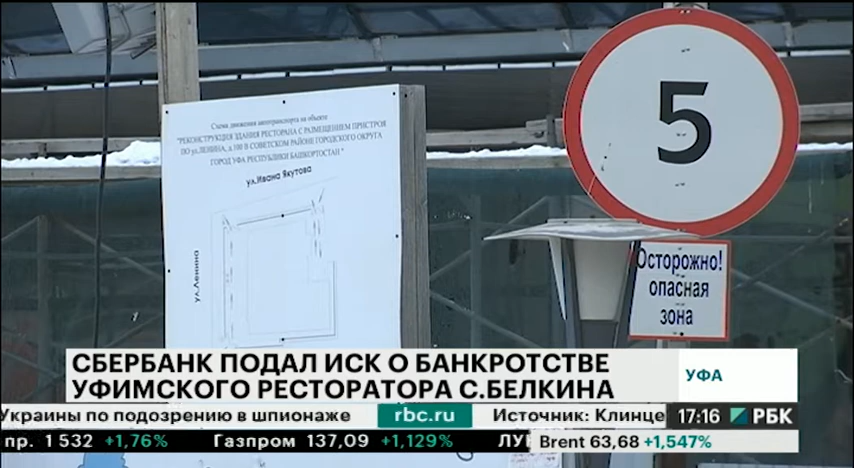 Схема движения автотранспорта на объекте
"РЕКОНСТРУКЦИЯ ЗДАНИЯ РЕСТОРАНА С РАЗМЕЩЕНИЕМ ПРИСТРОЯ
ПО ул.ЛЕНИНА, д.100 В СОВЕТСКОМ РАЙОНЕ ГОРОДСКОГО ОКРУГА
ГОРОД УФА РЕСПУБЛИКИ БАШКОРТОСТАН"
ул.Ивана Якутова
ул.Ленина
5
Осторожно!
опасная
зона
СБЕРБАНК ПОДАЛ ИСК О БАНКРОТСТВЕ
УФИМСКОГО РЕСТОРАТОРА С.БЕЛКИНА
УФА
Украины по подозрению в шпионаже rbc.ru Источник: Клинце 17:16 РБК
пр. 1 532 +1,76% Газпром 137,09 +1,129% ЛУ Brent 63,68 +1,547%